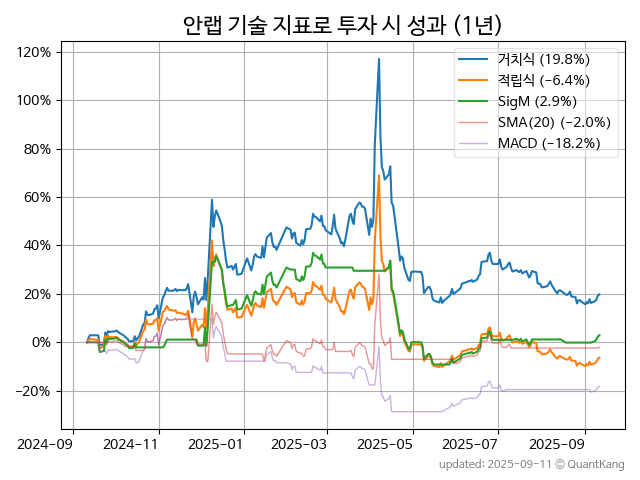 안랩 기술 지표로 투자 시 성과 (1년)
120%
100%
80%
60%
40%
20%
0%
−20%
거치식 (19.8%)
적립식 (−6.4%)
SigM (2.9%)
SMA(20) (−2.0%)
MACD (−18.2%)
2024-09
2024-11
2025-01
2025-03
2025-05
2025-07
2025-09
updated: 2025-09-11 © QuantKang